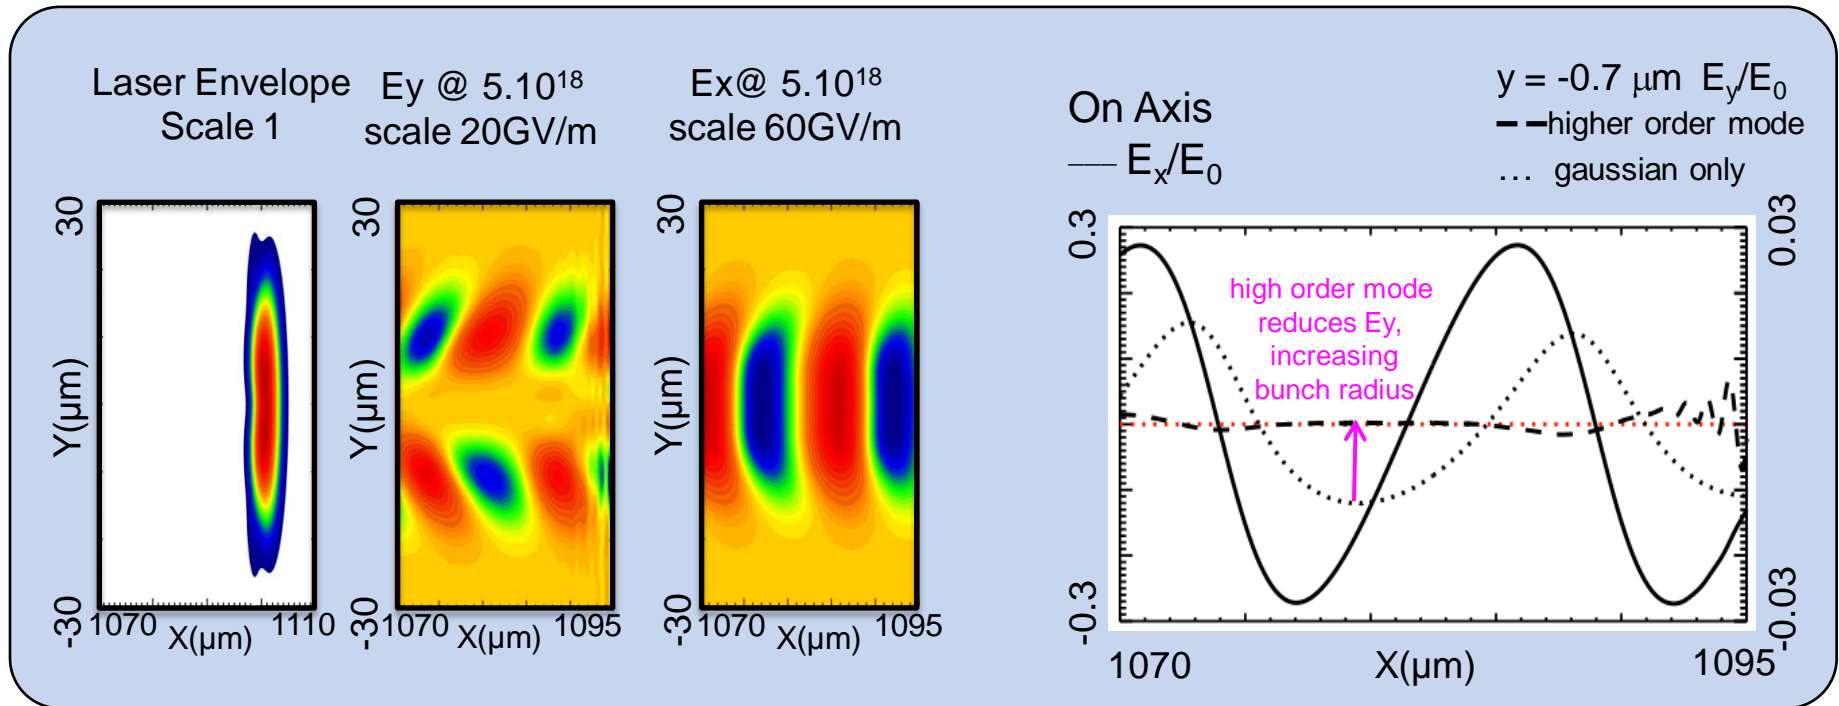 Laser Envelope
Scale 1
30
-30
Y(µm)
1070
1110
X(µm)
Ey @ 5.10¹⁸
scale 20GV/m
30
-30
Y(µm)
1070
1095
X(µm)
Ex@ 5.10¹⁸
scale 60GV/m
30
-30
Y(µm)
1070
1095
X(µm)
On Axis
— Eₓ/E₀
y = -0.7 µm E_y/E₀
– –higher order mode
... gaussian only
0.3
-0.3
0.03
-0.03
high order mode
reduces Ey,
increasing
bunch radius
1070
X(µm)
1095